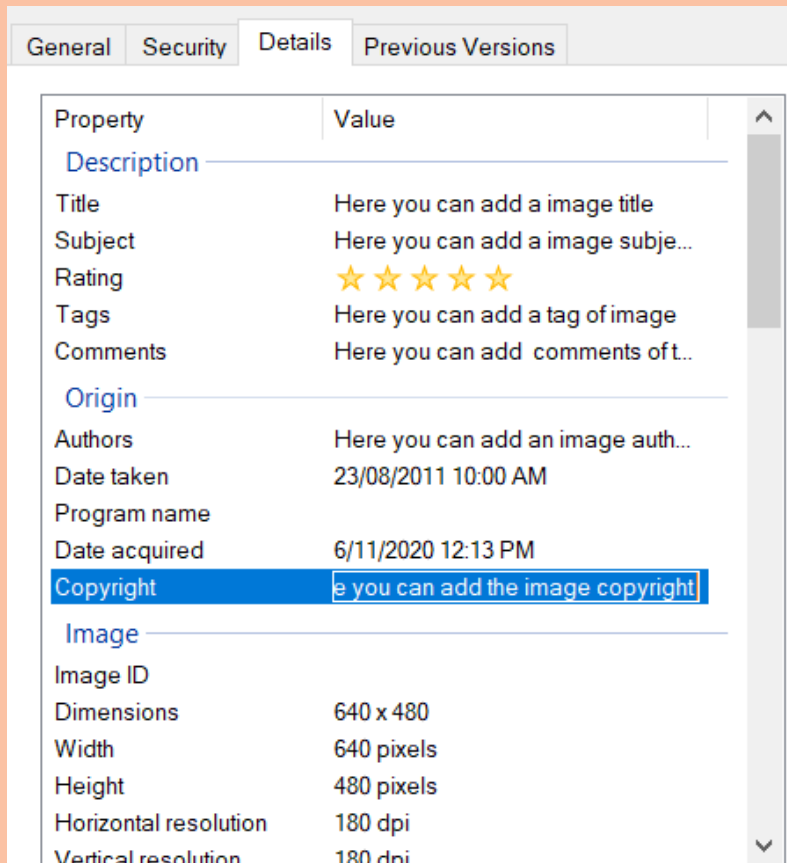 General Security Details Previous Versions
Property Value
Description
Title Here you can add a image title
Subject Here you can add a image subje...
Rating
Tags Here you can add a tag of image
Comments Here you can add  comments of t...
Origin
Authors Here you can add an image auth...
Date taken 23/08/2011 10:00 AM
Program name
Date acquired 6/11/2020 12:13 PM
Copyright e you can add the image copyright
Image
Image ID
Dimensions 640 x 480
Width 640 pixels
Height 480 pixels
Horizontal resolution 180 dpi
Vertical resolution 180 dpi